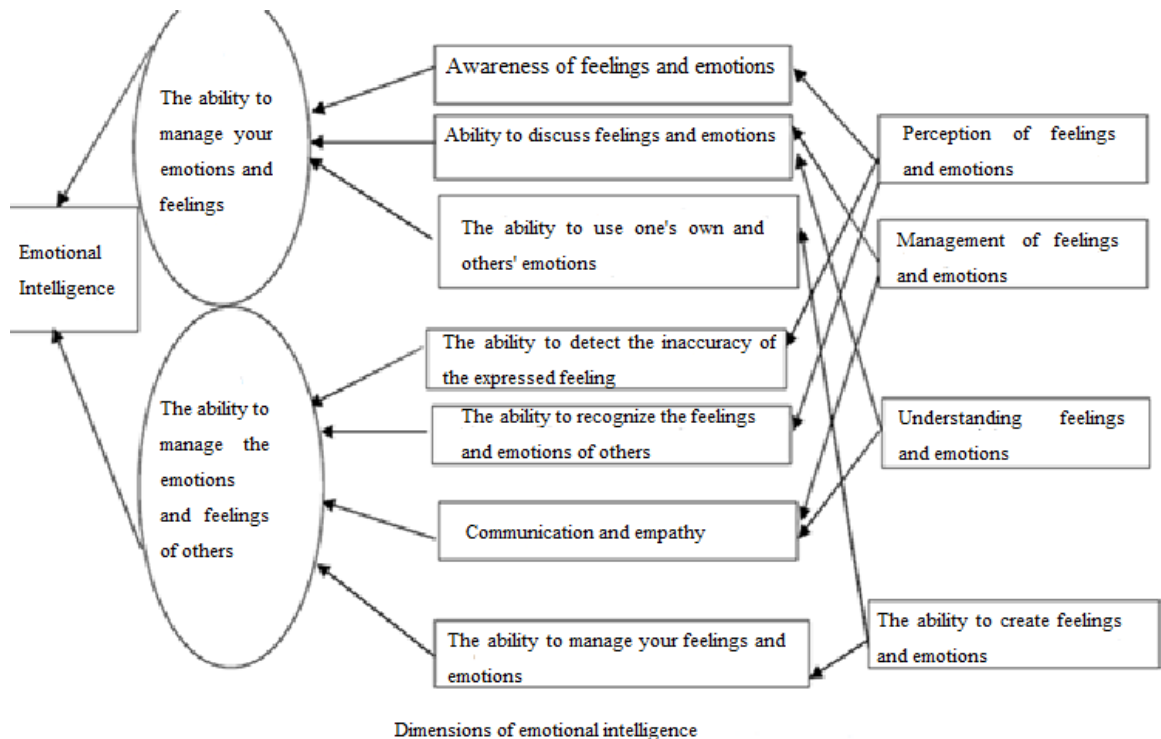 The ability to
manage your
emotions and
feelings
Emotional
Intelligence
The ability to
manage the
emotions
and feelings
of others
Awareness of feelings and emotions
Ability to discuss feelings and emotions
The ability to use one's own and
others' emotions
The ability to detect the inaccuracy of
the expressed feeling
The ability to recognize the feelings
and emotions of others
Communication and empathy
The ability to manage your feelings and
emotions
Perception of feelings
and emotions
Management of feelings
and emotions
Understanding feelings
and emotions
The ability to create feelings
and emotions
Dimensions of emotional intelligence